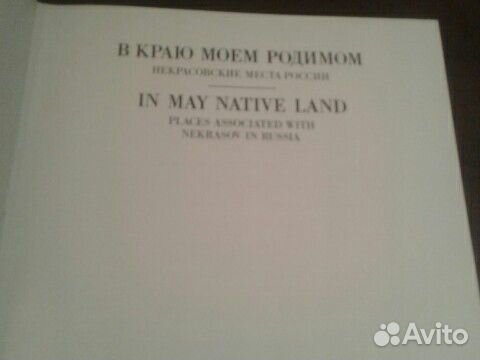 В КРАЮ МОЕМ РОДИМОМ
НЕКРАСОВСКИЕ МЕСТА РОССИИ
IN MAY NATIVE LAND
PLACES ASSOCIATED WITH
NEKRASOV IN RUSSIA
Avito